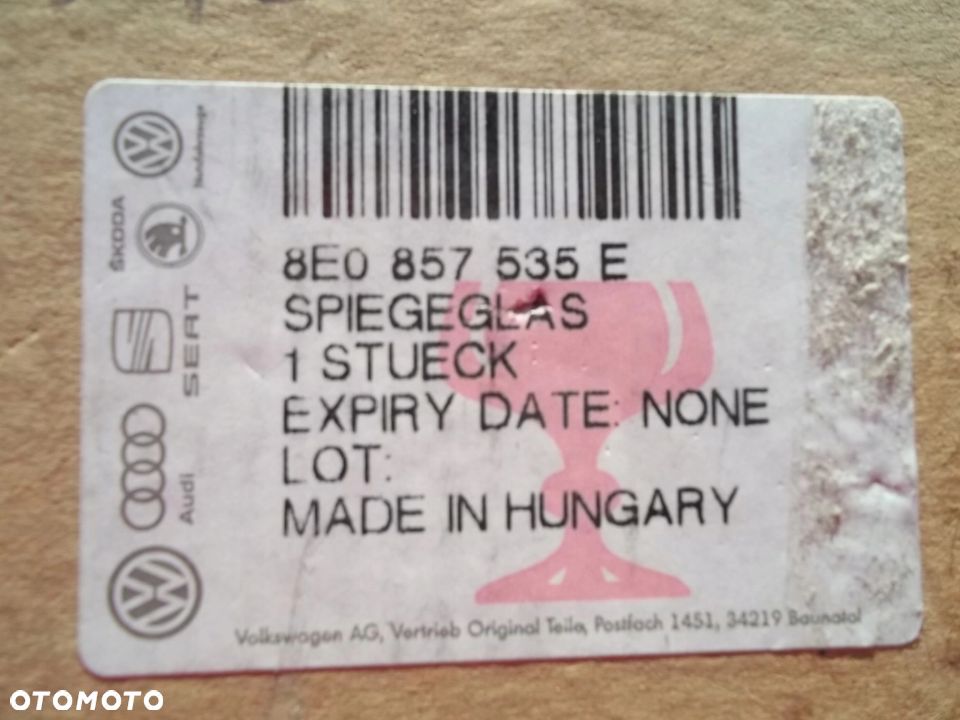 8E0 857 535 E
SPIEGEGLAS
1 STUECK
EXPIRY DATE: NONE
LOT:
MADE IN HUNGARY
Volkswagen AG, Vertrieb Original Teile, Postfach 1451, 34219 Baunatal
Nutzfahrzeuge
ŠKODA
SEAT
Audi
OTOMOTO